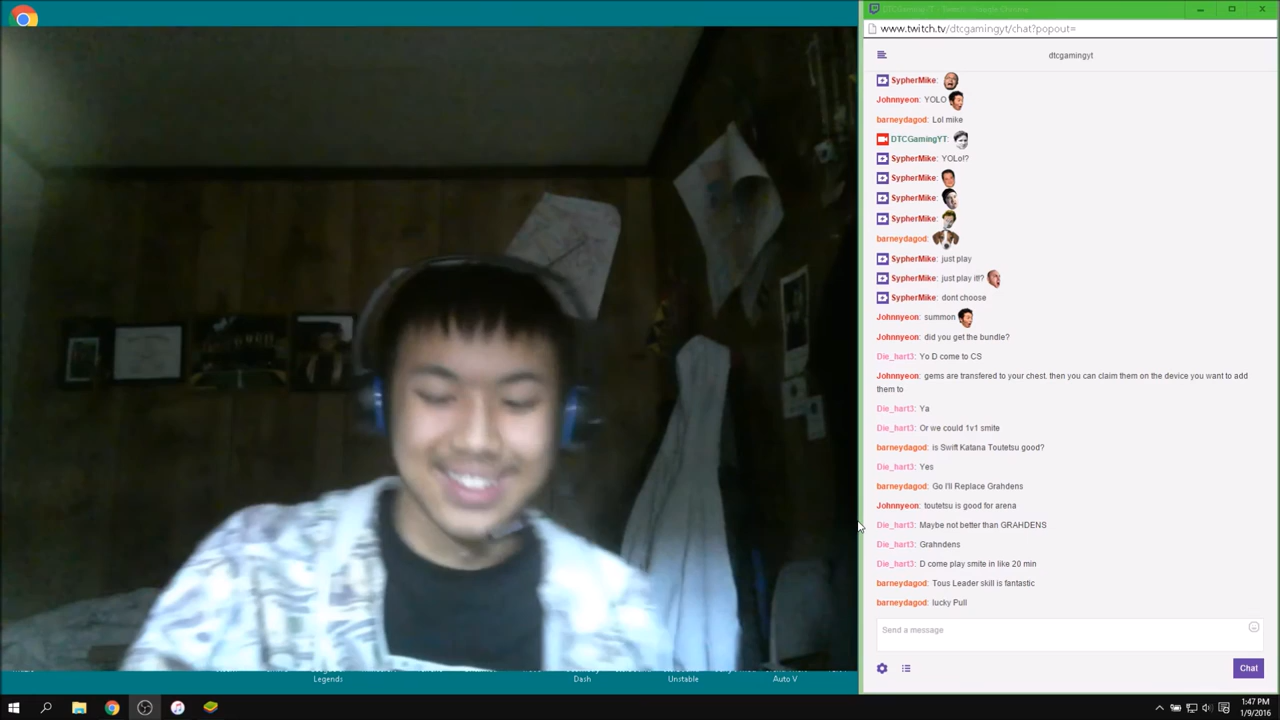 www.twitch.tv/dtcgamingyt/chat?popout=
dtcgamingyt
SypherMike:
Johnnyeon: YOLO
barneydagod: Lol mike
DTCGamingYT:
SypherMike: YOLo!?
SypherMike:
SypherMike:
SypherMike:
barneydagod:
SypherMike: just play
SypherMike: just play it!?
SypherMike: dont choose
Johnnyeon: summon
Johnnyeon: did you get the bundle?
Die_hart3: Yo D come to CS
Johnnyeon: gems are transfered to your chest. then you can claim them on the device you want to add
them to
Die_hart3: Ya
Die_hart3: Or we could 1v1 smite
barneydagod: is Swift Katana Toutetsu good?
Die_hart3: Yes
barneydagod: Go I'll Replace Grahdens
Johnnyeon: toutetsu is good for arena
Die_hart3: Maybe not better than GRAHDENS
Die_hart3: Grahndens
Die_hart3: D come play smite in like 20 min
barneydagod: Tous Leader skill is fantastic
barneydagod: lucky Pull
Send a message
Chat
Legends
Dash
Unstable
Auto V
1:47 PM
1/9/2016